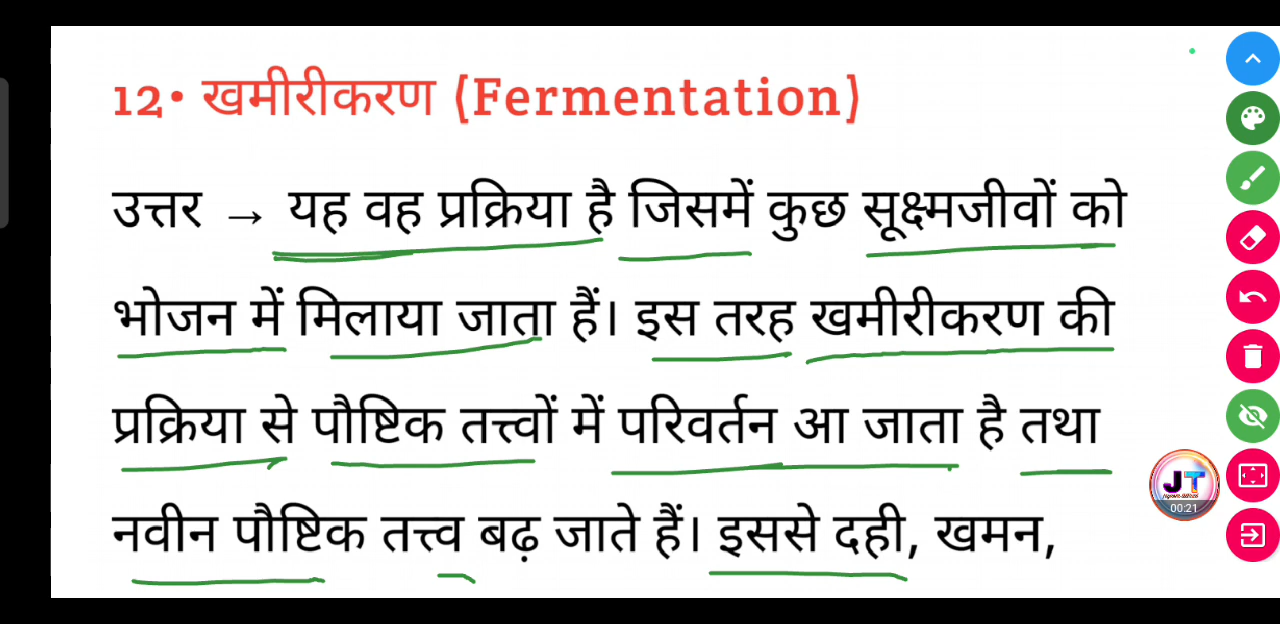 12• खमीरीकरण (Fermentation)
उत्तर → यह वह प्रक्रिया है जिसमें कुछ सूक्ष्मजीवों को
भोजन में मिलाया जाता हैं। इस तरह खमीरीकरण की
प्रक्रिया से पौष्टिक तत्त्वों में परिवर्तन आ जाता है तथा
नवीन पौष्टिक तत्त्व बढ़ जाते हैं। इससे दही, खमन,
JT
00:21